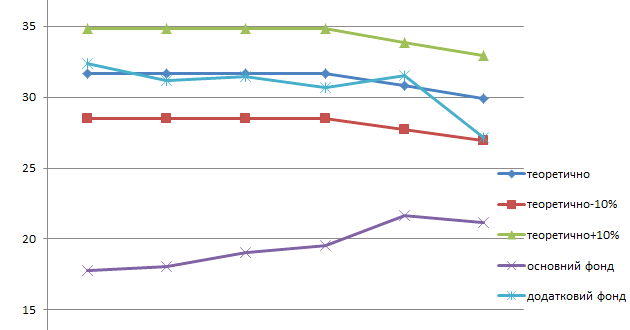 35
30
25
20
15
теоретично
теоретично-10%
теоретично+10%
основний фонд
додатковий фонд